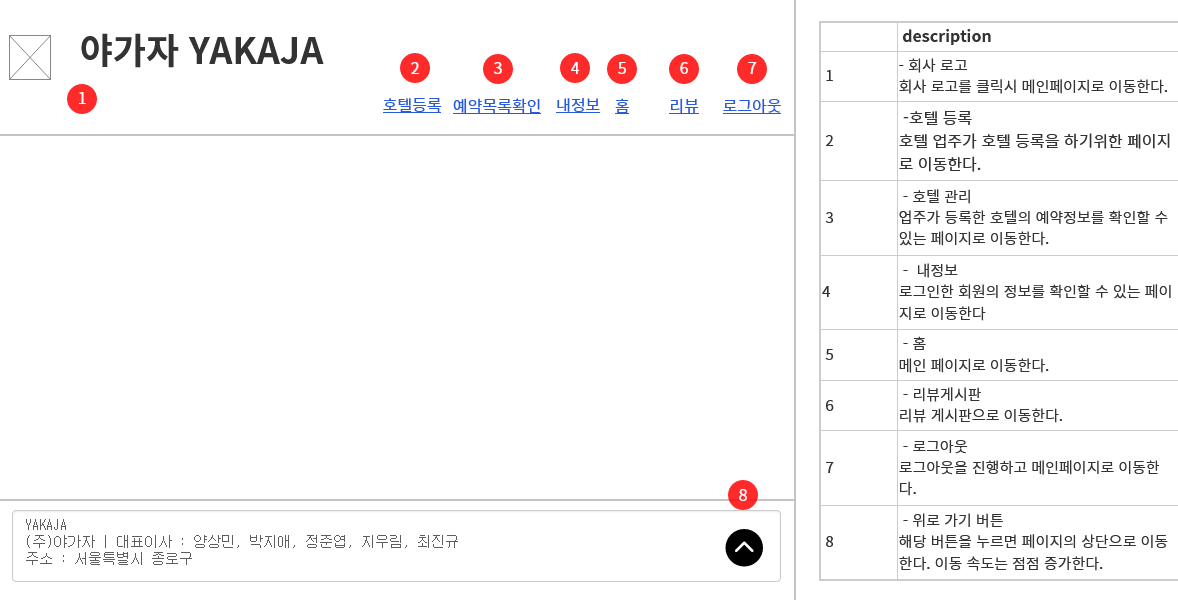 야가자 YAKAJA
1
2
3
4
5
6
7
호텔등록 예약목록확인 내정보 홈 리뷰 로그아웃
8
YAKAJA
(주)야가자 | 대표이사 : 양상민, 박지애, 정준엽, 지우림, 최진규
주소 : 서울특별시 종로구
description
1
- 회사 로고
회사 로고를 클릭시 메인페이지로 이동한다.
2
-호텔 등록
호텔 업주가 호텔 등록을 하기위한 페이지
로 이동한다.
3
- 호텔 관리
업주가 등록한 호텔의 예약정보를 확인할 수
있는 페이지로 이동한다.
4
- 내정보
로그인한 회원의 정보를 확인할 수 있는 페이
지로 이동한다
5
- 홈
메인 페이지로 이동한다.
6
- 리뷰게시판
리뷰 게시판으로 이동한다.
7
- 로그아웃
로그아웃을 진행하고 메인페이지로 이동한
다.
8
- 위로 가기 버튼
해당 버튼을 누르면 페이지의 상단으로 이동
한다. 이동 속도는 점점 증가한다.